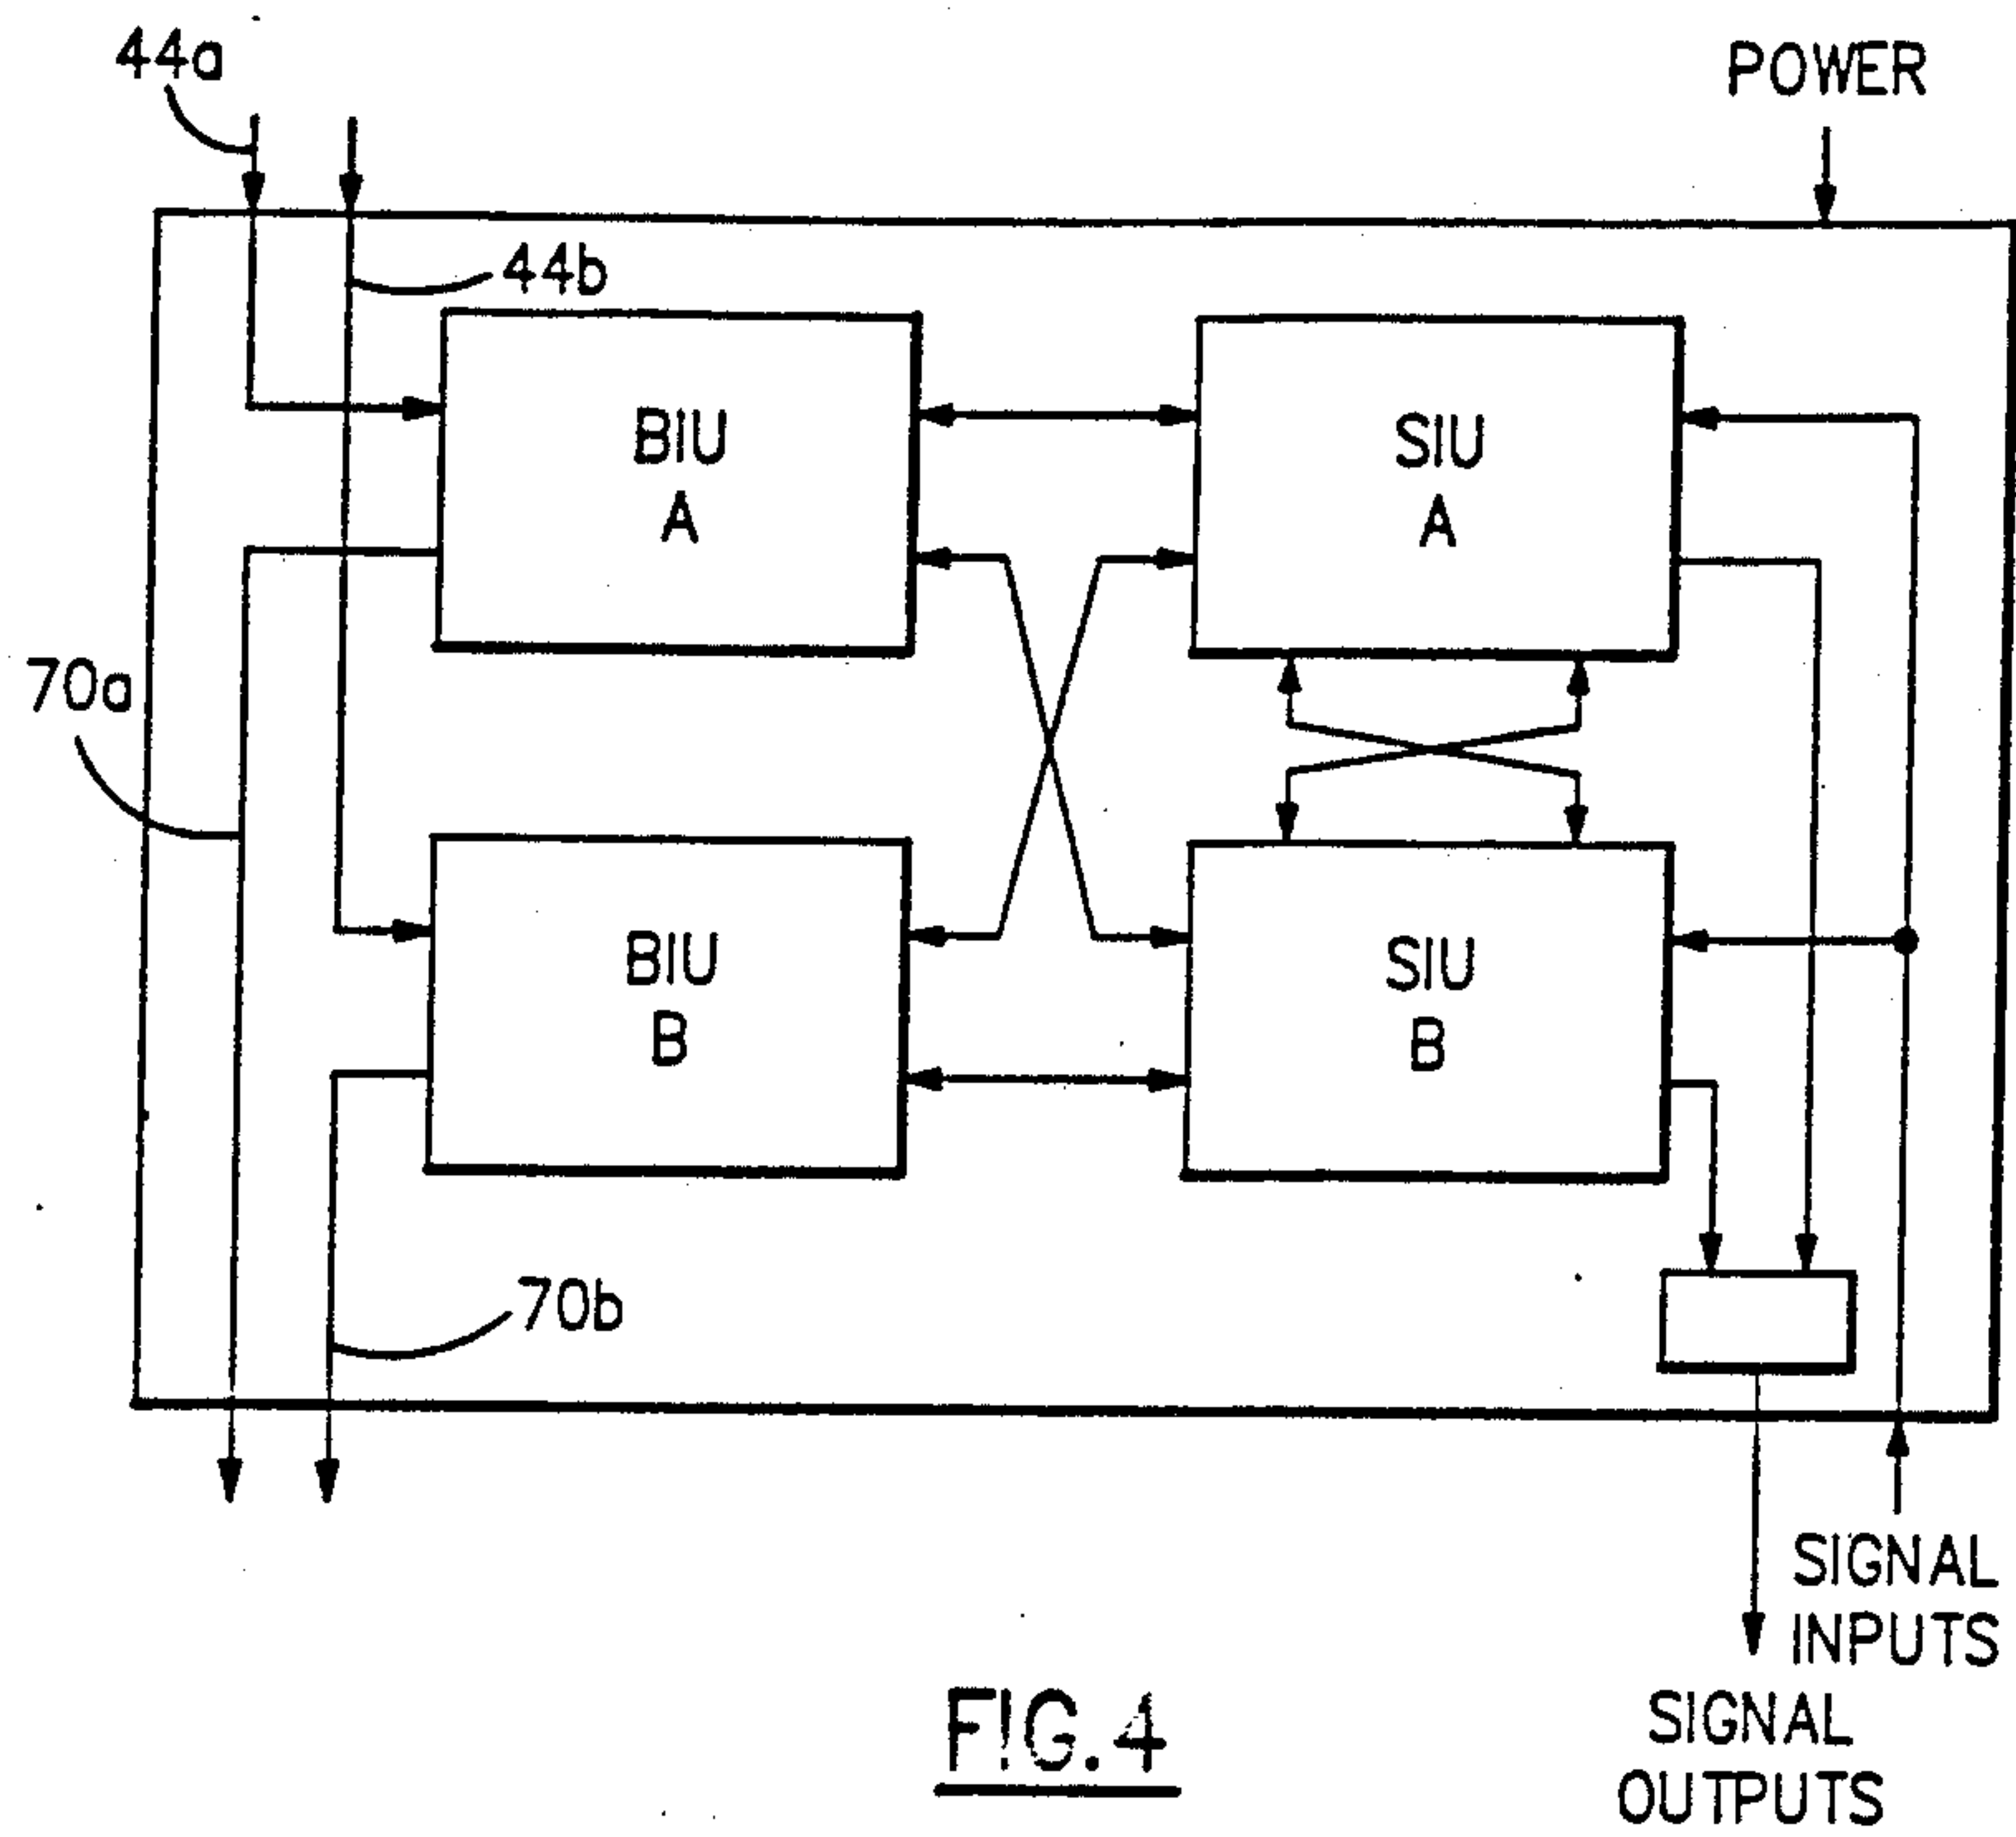 44a
POWER
44b
BIU
A
SIU
A
70a
BIU
B
SIU
B
70b
SIGNAL
INPUTS
SIGNAL
OUTPUTS
FIG.4